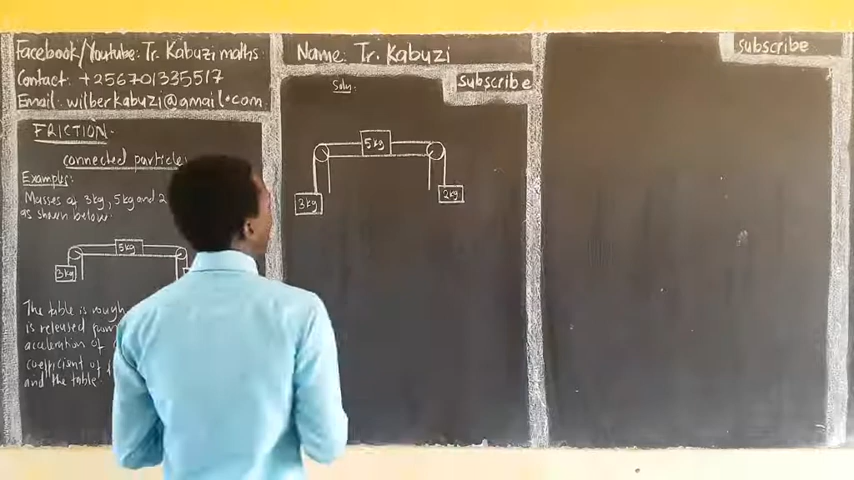 Facebook/Youtube: Tr. Kabuzi maths
Contact: +256701335517
Email: wilberkabuzi@gmail.com
FRICTION.
connected particles
Examples:
Masses of 3kg, 5kg and 2
as shown below.
5kg
3kg
The table is rough
is released
acceleration of
coefficient of
and the table
Name: Tr. Kabuzi
Soln.
subscribe
5kg
3kg
2kg
subscribe